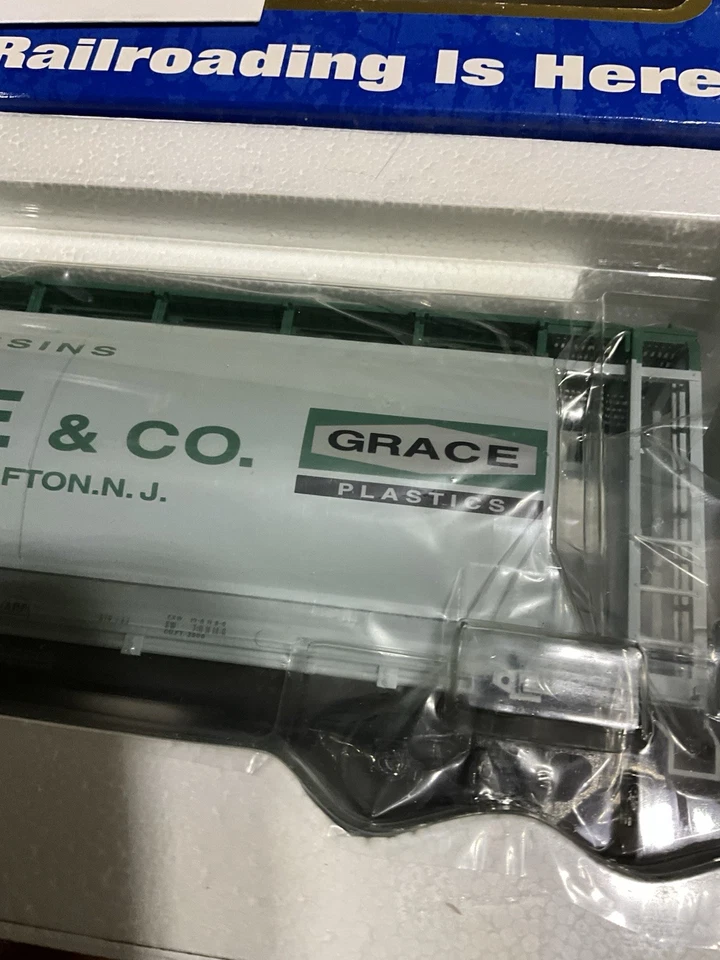 Railroading Is Here
SINS
E & CO.
FTON. N. J.
GRACE
PLASTICS